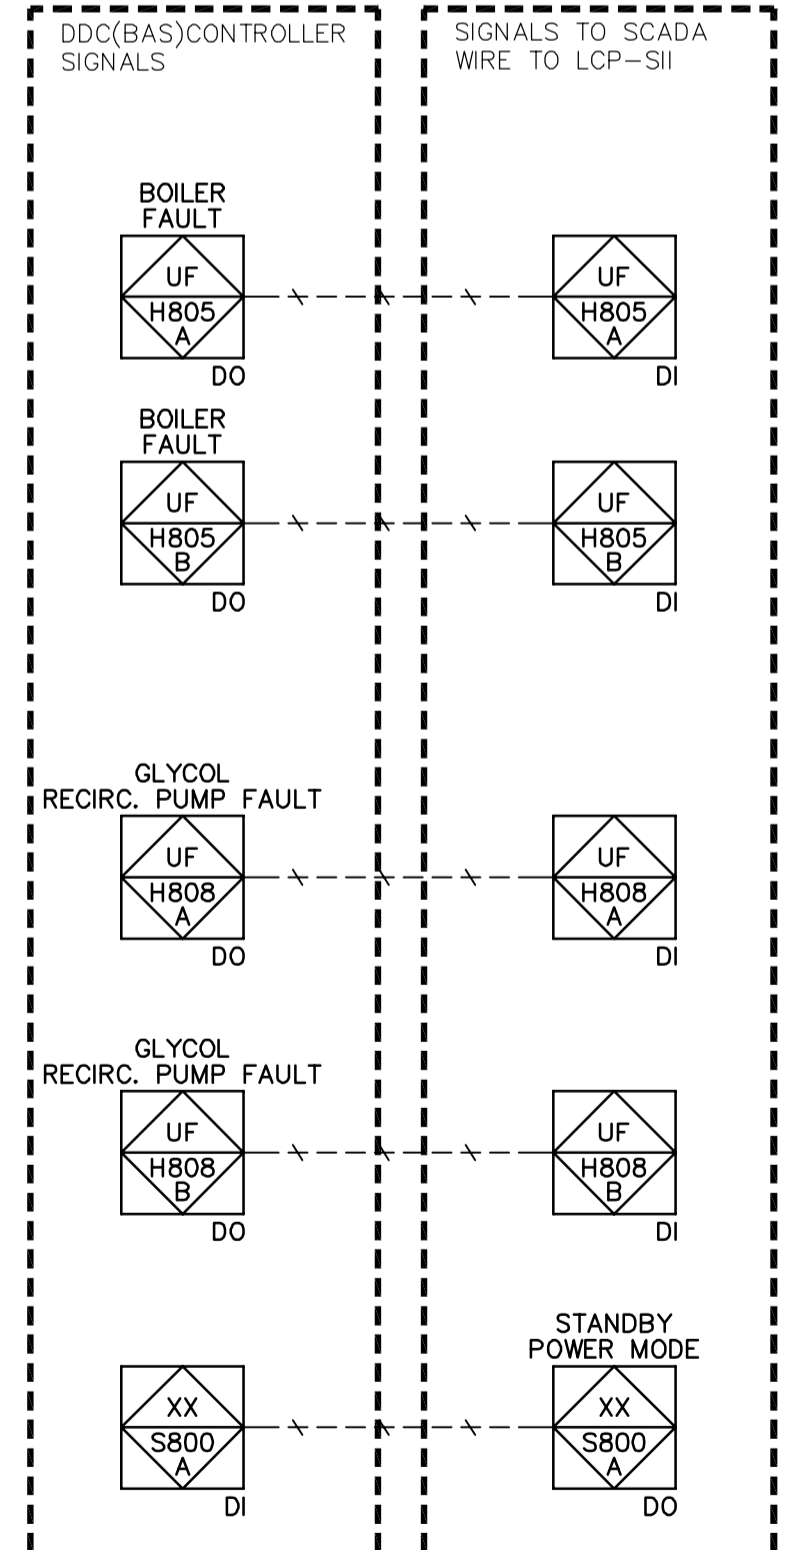 DDC(BAS)CONTROLLER
SIGNALS
SIGNALS TO SCADA
WIRE TO LCP-SII
BOILER
FAULT
UF
H805
A
DO
UF
H805
A
DI
BOILER
FAULT
UF
H805
B
DO
UF
H805
B
DI
GLYCOL
RECIRC. PUMP FAULT
UF
H808
A
DO
UF
H808
A
DI
GLYCOL
RECIRC. PUMP FAULT
UF
H808
B
DO
UF
H808
B
DI
XX
S800
A
DI
STANDBY
POWER MODE
XX
S800
A
DO